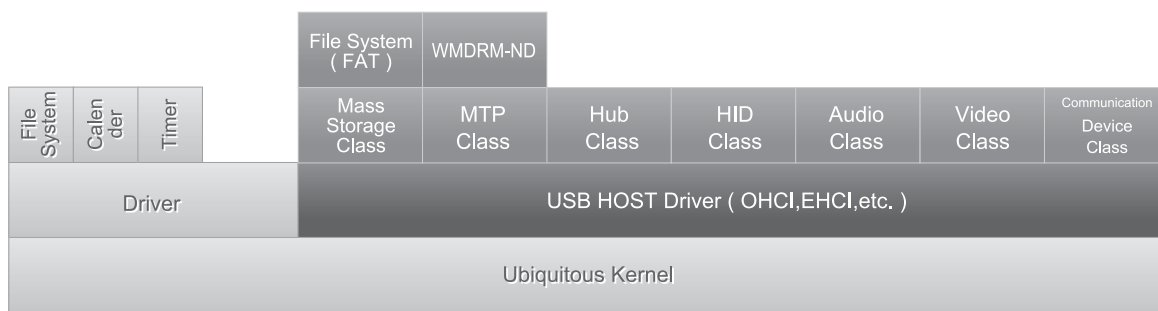 File System
( FAT )
WMDRM-ND
File
System
Calen
der
Timer
Mass
Storage
Class
MTP
Class
Hub
Class
HID
Class
Audio
Class
Video
Class
Communication
Device
Class
Driver
USB HOST Driver ( OHCI,EHCI,etc. )
Ubiquitous Kernel